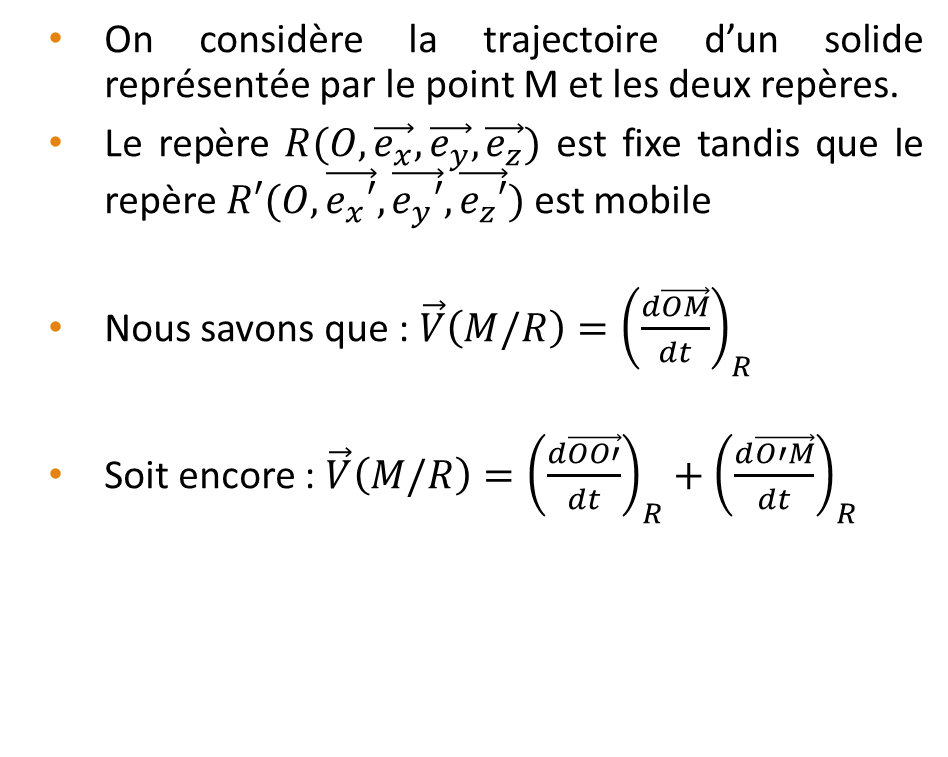 • On considère la trajectoire d’un solide
représentée par le point M et les deux repères.
• Le repère $R(O, \overrightarrow{e_x}, \overrightarrow{e_y}, \overrightarrow{e_z})$ est fixe tandis que le
repère $R'(O, \overrightarrow{e_x{}'}, \overrightarrow{e_y{}'}, \overrightarrow{e_z{}'})$ est mobile
• Nous savons que : $\vec{V}(M/R) = \left(\frac{d\overrightarrow{OM}}{dt}\right)_R$
• Soit encore : $\vec{V}(M/R) = \left(\frac{d\overrightarrow{OO'}}{dt}\right)_R + \left(\frac{d\overrightarrow{O'M}}{dt}\right)_R$